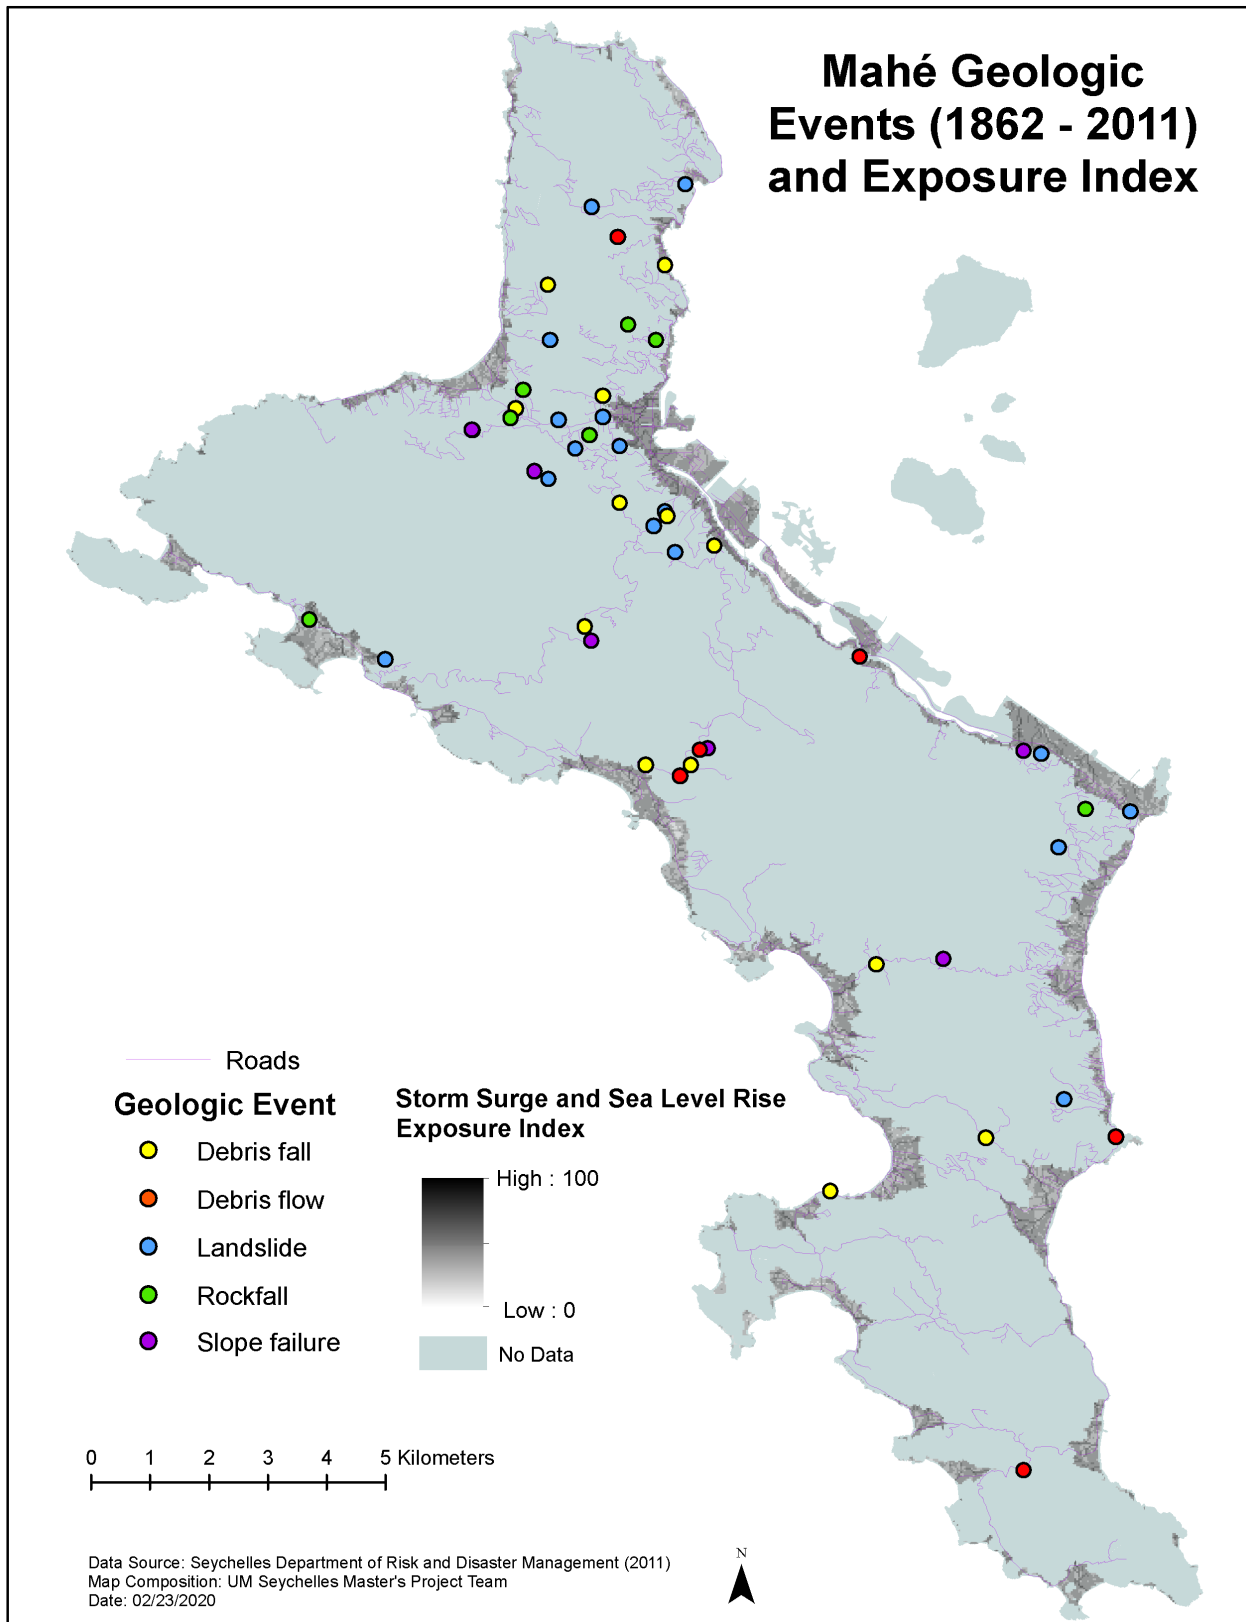 Mahé Geologic
Events (1862 - 2011)
and Exposure Index
Roads
Geologic Event
Debris fall
Debris flow
Landslide
Rockfall
Slope failure
Storm Surge and Sea Level Rise
Exposure Index
High : 100
Low : 0
No Data
0 1 2 3 4 5 Kilometers
Data Source: Seychelles Department of Risk and Disaster Management (2011)
Map Composition: UM Seychelles Master's Project Team
Date: 02/23/2020
N